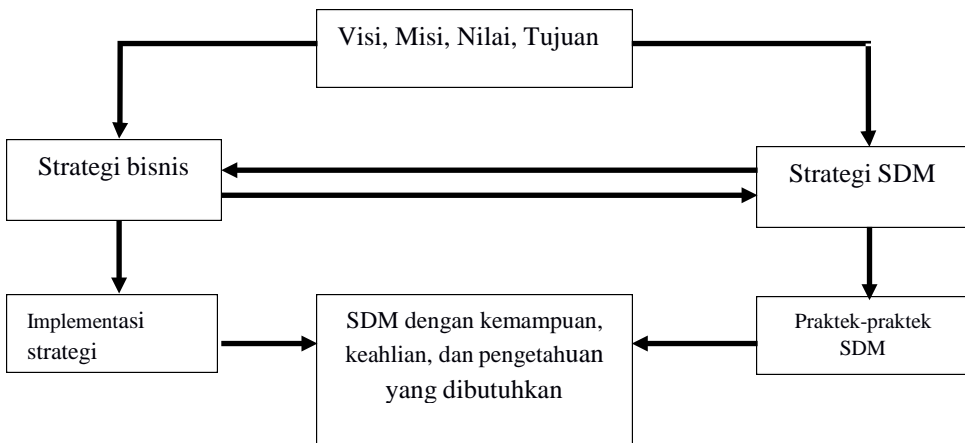 Visi, Misi, Nilai, Tujuan
Strategi bisnis
Strategi SDM
Implementasi
strategi
SDM dengan kemampuan,
keahlian, dan pengetahuan
yang dibutuhkan
Praktek-praktek
SDM